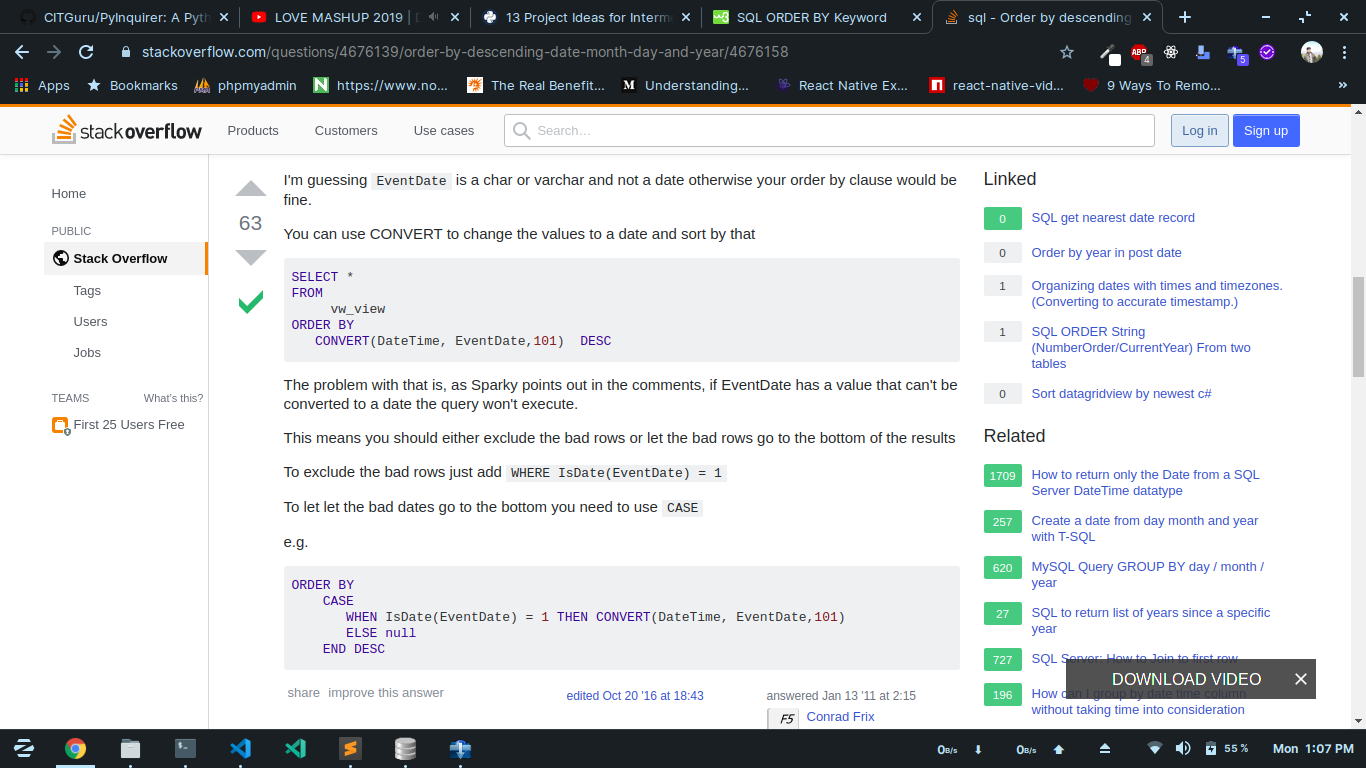 CITGuru/PyInquirer: A Pyth
LOVE MASHUP 2019 | D
13 Project Ideas for Interme
SQL ORDER BY Keyword
sql - Order by descending
stackoverflow.com/questions/4676139/order-by-descending-date-month-day-and-year/4676158
4
5
Apps
Bookmarks
phpmyadmin
https://www.no...
The Real Benefit...
Understanding...
React Native Ex...
react-native-vid...
9 Ways To Remo...
»
stackoverflow
Products
Customers
Use cases
Search...
Log in
Sign up
Home
PUBLIC
Stack Overflow
Tags
Users
Jobs
TEAMS What's this?
First 25 Users Free
63
I'm guessing EventDate is a char or varchar and not a date otherwise your order by clause would be
fine.
You can use CONVERT to change the values to a date and sort by that
SELECT *
FROM
vw_view
ORDER BY
CONVERT(DateTime, EventDate,101) DESC
The problem with that is, as Sparky points out in the comments, if EventDate has a value that can't be
converted to a date the query won't execute.
This means you should either exclude the bad rows or let the bad rows go to the bottom of the results
To exclude the bad rows just add WHERE IsDate(EventDate) = 1
To let let the bad dates go to the bottom you need to use CASE
e.g.
ORDER BY
CASE
WHEN IsDate(EventDate) = 1 THEN CONVERT(DateTime, EventDate,101)
ELSE null
END DESC
share improve this answer
edited Oct 20 '16 at 18:43
answered Jan 13 '11 at 2:15
F5
Conrad Frix
Linked
0 SQL get nearest date record
0 Order by year in post date
1 Organizing dates with times and timezones.
(Converting to accurate timestamp.)
1 SQL ORDER String
(NumberOrder/CurrentYear) From two
tables
0 Sort datagridview by newest c#
Related
1709 How to return only the Date from a SQL
Server DateTime datatype
257 Create a date from day month and year
with T-SQL
620 MySQL Query GROUP BY day / month /
year
27 SQL to return list of years since a specific
year
727 SQL Server: How to Join to first row
DOWNLOAD VIDEO
196 How can I group by date time column
without taking time into consideration
0B/s
0B/s
55 %
Mon 1:07 PM